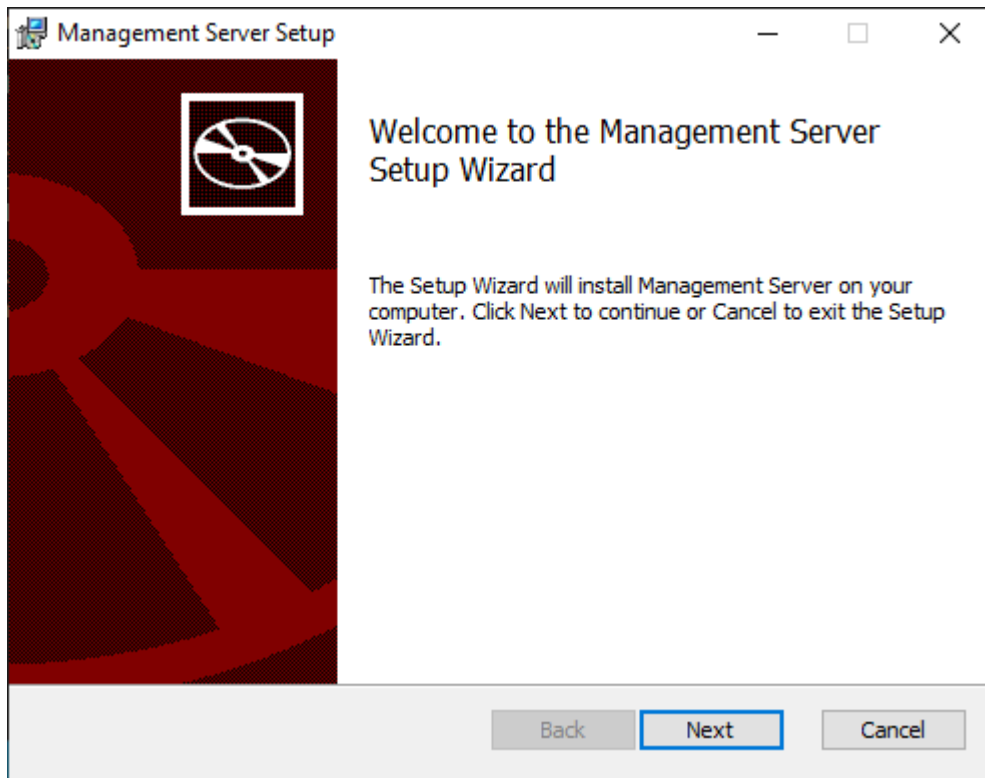 Management Server Setup
Welcome to the Management Server
Setup Wizard
The Setup Wizard will install Management Server on your
computer. Click Next to continue or Cancel to exit the Setup
Wizard.
Back Next Cancel